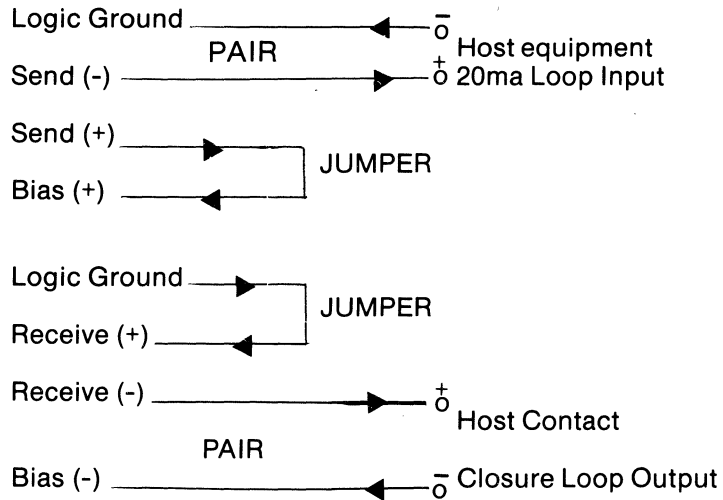 Logic Ground
PAIR
Send (-)
− o
+ o
Host equipment
20ma Loop Input
Send (+)
JUMPER
Bias (+)
Logic Ground
JUMPER
Receive (+)
Receive (-)
+ o
Host Contact
PAIR
Bias (-)
− o
Closure Loop Output